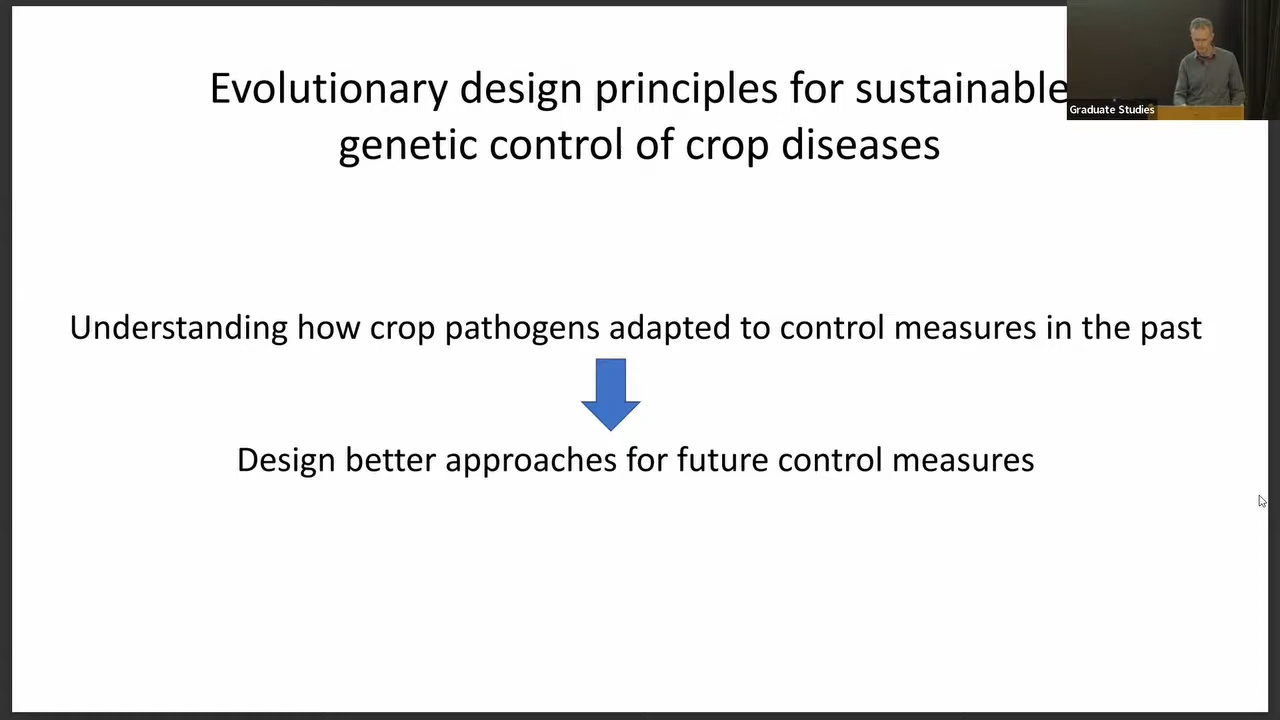 Evolutionary design principles for sustainable
genetic control of crop diseases
Graduate Studies
Understanding how crop pathogens adapted to control measures in the past
Design better approaches for future control measures